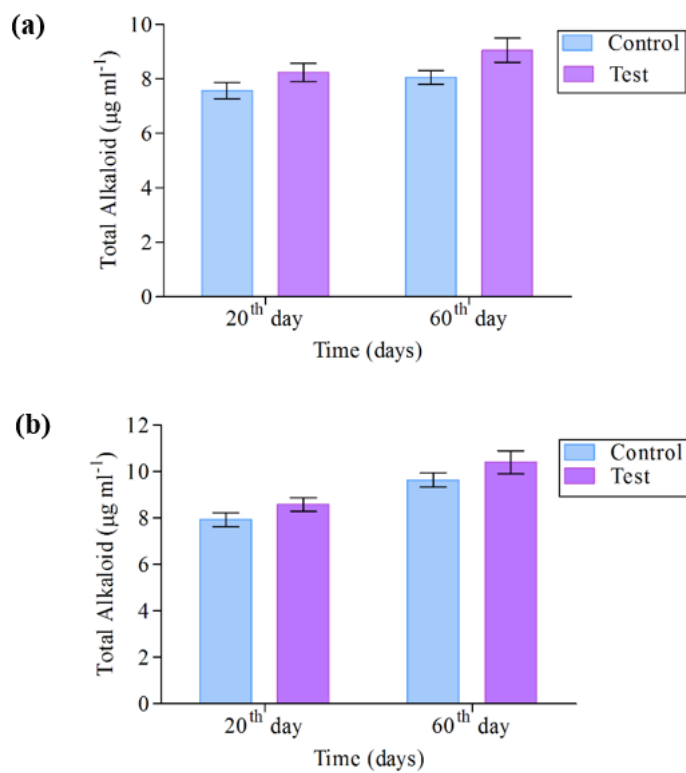 (a)
Total Alkaloid (µg ml⁻¹)
10
8
6
4
2
0
20ᵗʰ day
60ᵗʰ day
Time (days)
Control
Test
(b)
Total Alkaloid (µg ml⁻¹)
12
10
8
6
4
2
0
20ᵗʰ day
60ᵗʰ day
Time (days)
Control
Test